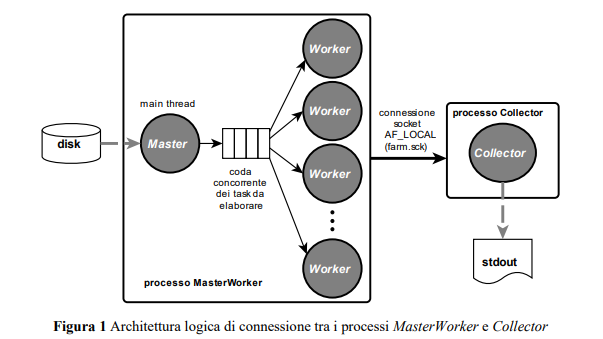 Worker
main thread
disk
Master
Worker
coda
concorrente
dei task da
elaborare
Worker
Worker
processo MasterWorker
connessione
socket
AF_LOCAL
(farm.sck)
processo Collector
Collector
stdout
Figura 1 Architettura logica di connessione tra i processi MasterWorker e Collector